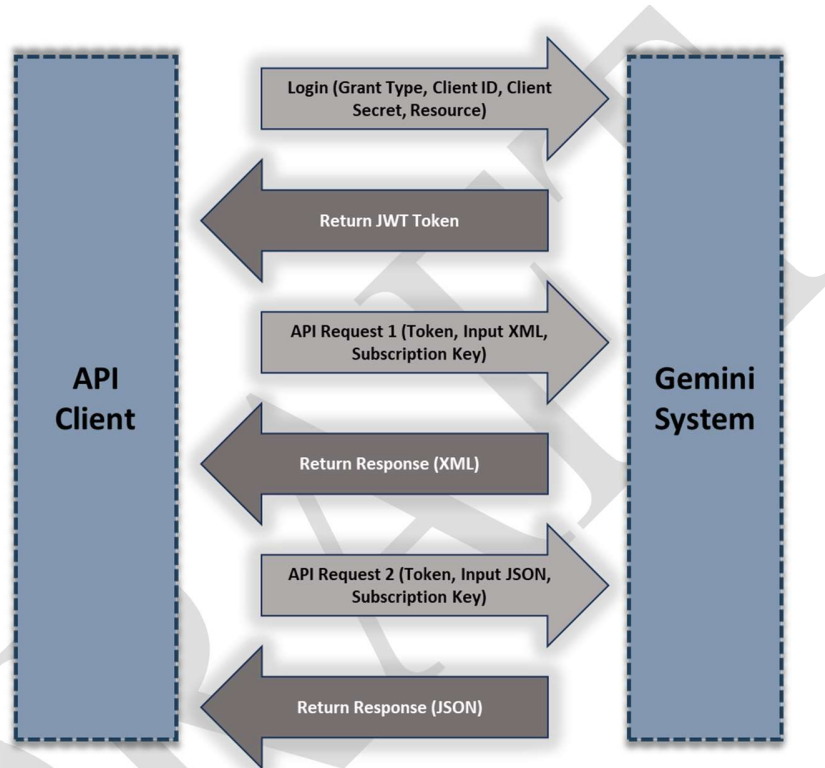 Login (Grant Type, Client ID, Client
Secret, Resource)
Return JWT Token
API Request 1 (Token, Input XML,
Subscription Key)
API
Client
Gemini
System
Return Response (XML)
API Request 2 (Token, Input JSON,
Subscription Key)
Return Response (JSON)
DRAFT